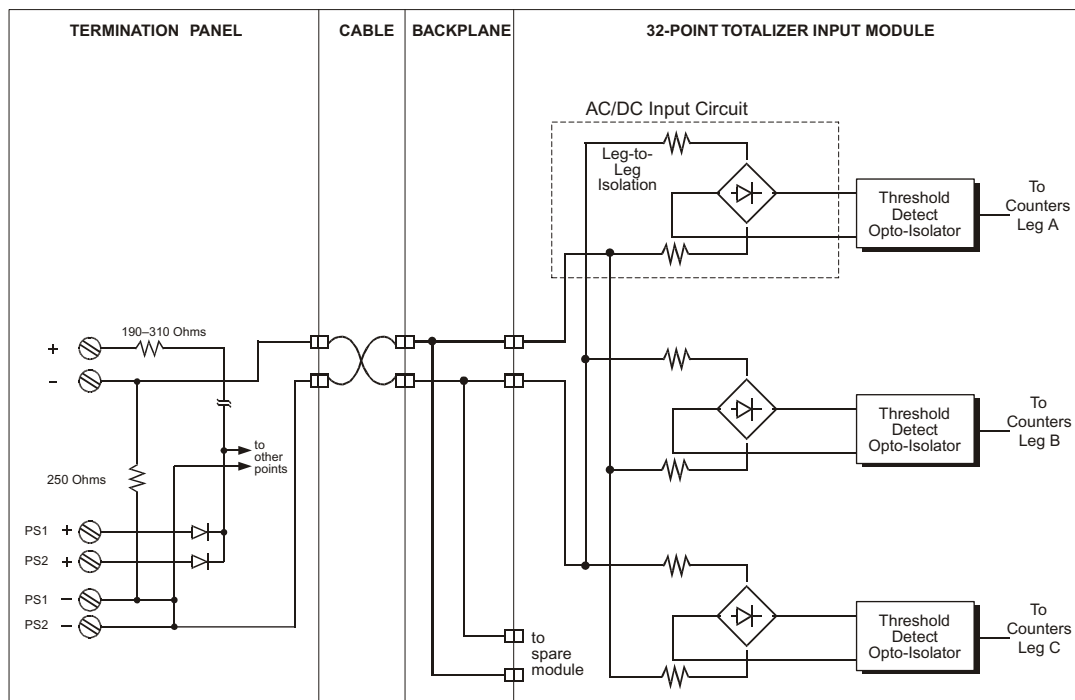 TERMINATION PANEL
CABLE
BACKPLANE
32-POINT TOTALIZER INPUT MODULE
AC/DC Input Circuit
Leg-to-
Leg
Isolation
Threshold
Detect
Opto-Isolator
To
Counters
Leg A
190–310 Ohms
+
-
to
other
points
250 Ohms
PS1 +
PS2 +
PS1 -
PS2 -
Threshold
Detect
Opto-Isolator
To
Counters
Leg B
to
spare
module
Threshold
Detect
Opto-Isolator
To
Counters
Leg C